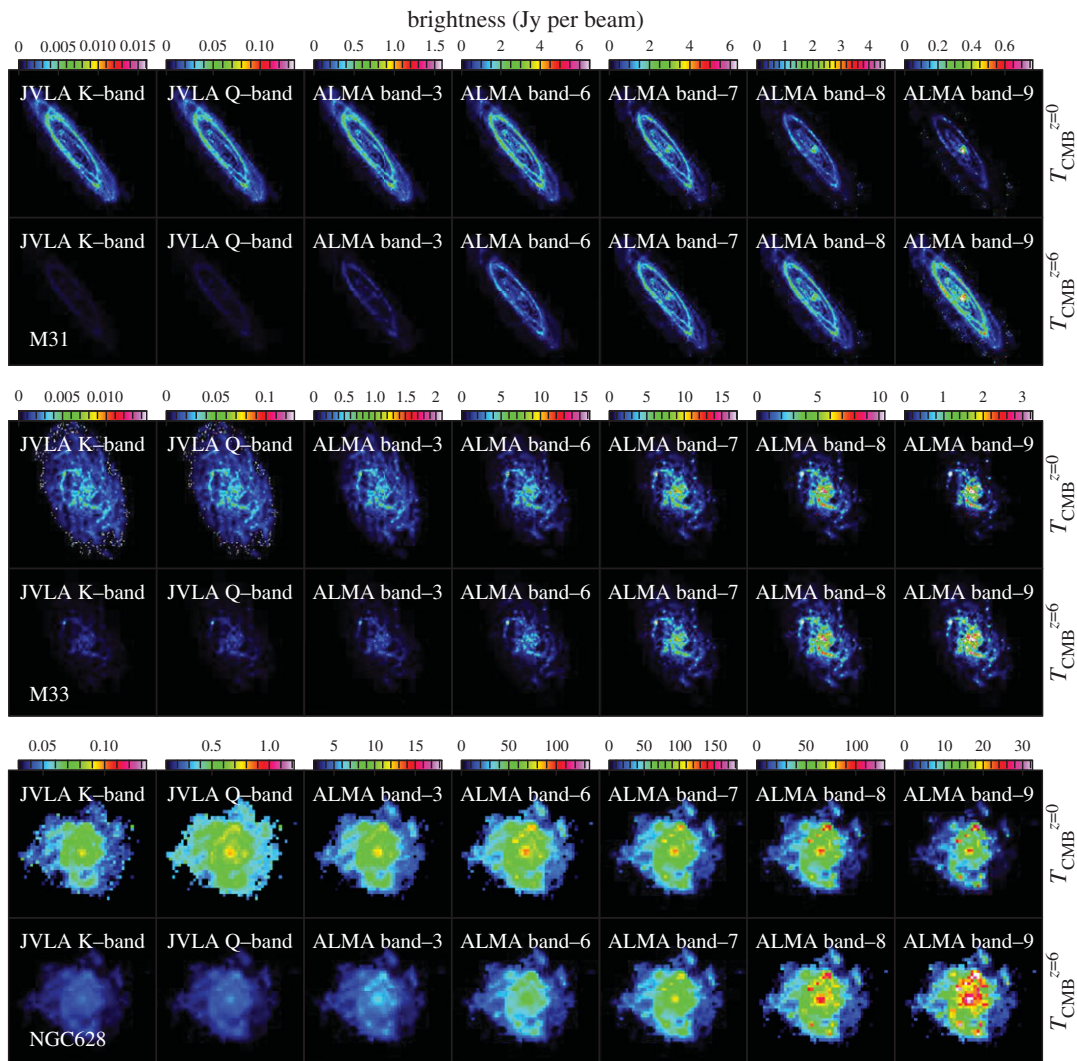 brightness (Jy per beam)
0 0.005 0.010 0.015 0 0.05 0.10 0 0.5 1.0 1.5 0 2 4 6 0 2 4 6 0 1 2 3 4 0 0.2 0.4 0.6
JVLA K–band JVLA Q–band ALMA band–3 ALMA band–6 ALMA band–7 ALMA band–8 ALMA band–9
T_CMB^z=0
JVLA K–band JVLA Q–band ALMA band–3 ALMA band–6 ALMA band–7 ALMA band–8 ALMA band–9
T_CMB^z=6
M31
0 0.005 0.010 0 0.05 0.1 0 0.5 1.0 1.5 2 0 5 10 15 0 5 10 15 0 5 10 0 1 2 3
JVLA K–band JVLA Q–band ALMA band–3 ALMA band–6 ALMA band–7 ALMA band–8 ALMA band–9
T_CMB^z=0
JVLA K–band JVLA Q–band ALMA band–3 ALMA band–6 ALMA band–7 ALMA band–8 ALMA band–9
T_CMB^z=6
M33
0.05 0.10 0.5 1.0 5 10 15 0 50 100 0 50 100 150 0 50 100 0 10 20 30
JVLA K–band JVLA Q–band ALMA band–3 ALMA band–6 ALMA band–7 ALMA band–8 ALMA band–9
T_CMB^z=0
JVLA K–band JVLA Q–band ALMA band–3 ALMA band–6 ALMA band–7 ALMA band–8 ALMA band–9
T_CMB^z=6
NGC628